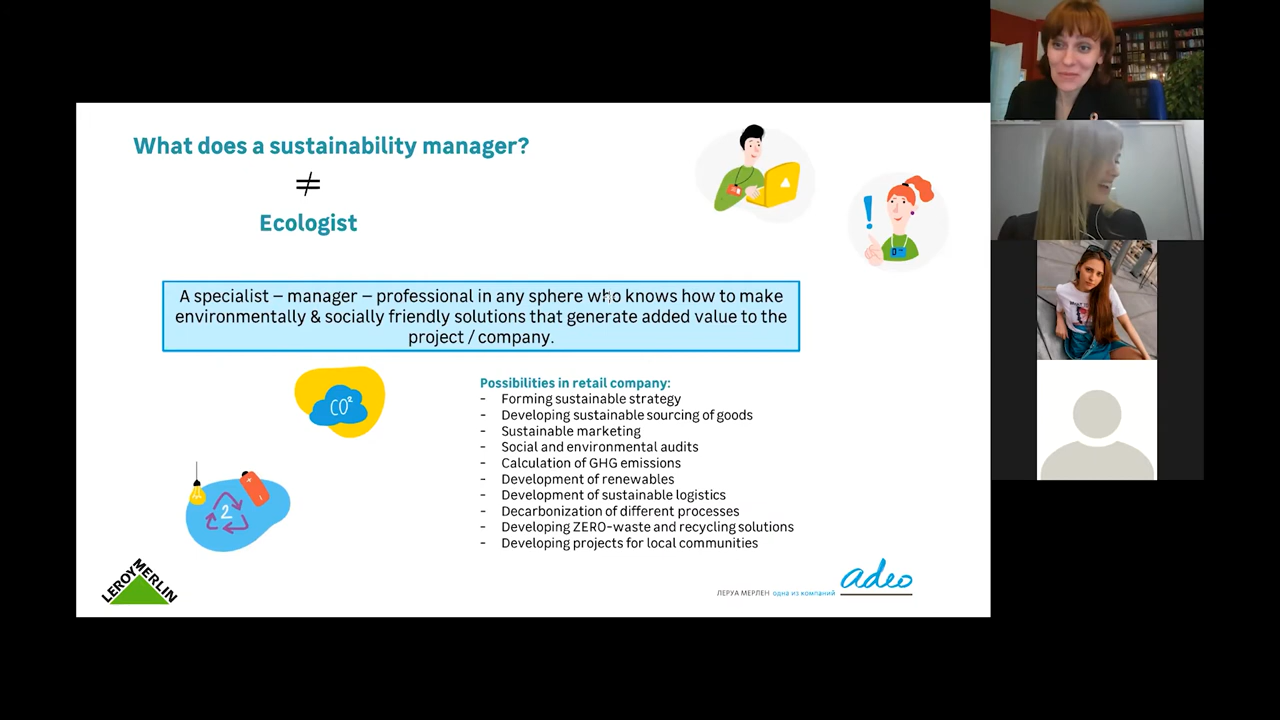 What does a sustainability manager?
≠
Ecologist
A specialist – manager – professional in any sphere who knows how to make
environmentally & socially friendly solutions that generate added value to the
project / company.
CO²
2
Possibilities in retail company:
- Forming sustainable strategy
- Developing sustainable sourcing of goods
- Sustainable marketing
- Social and environmental audits
- Calculation of GHG emissions
- Development of renewables
- Development of sustainable logistics
- Decarbonization of different processes
- Developing ZERO-waste and recycling solutions
- Developing projects for local communities
LEROY MERLIN
ЛЕРУА МЕРЛЕН одна из компаний adeo